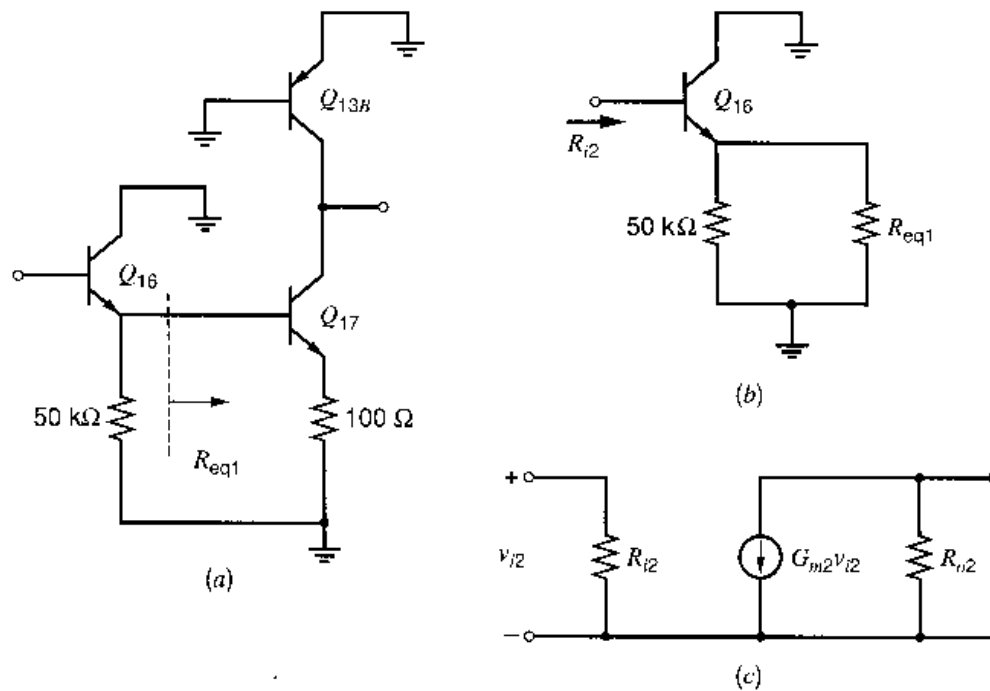 Q13B
Q16
50 kΩ
Req1
Q17
100 Ω
(a)
Q16
Ri2
50 kΩ
Req1
(b)
+
vi2
−
Ri2
Gm2vi2
Ro2
(c)